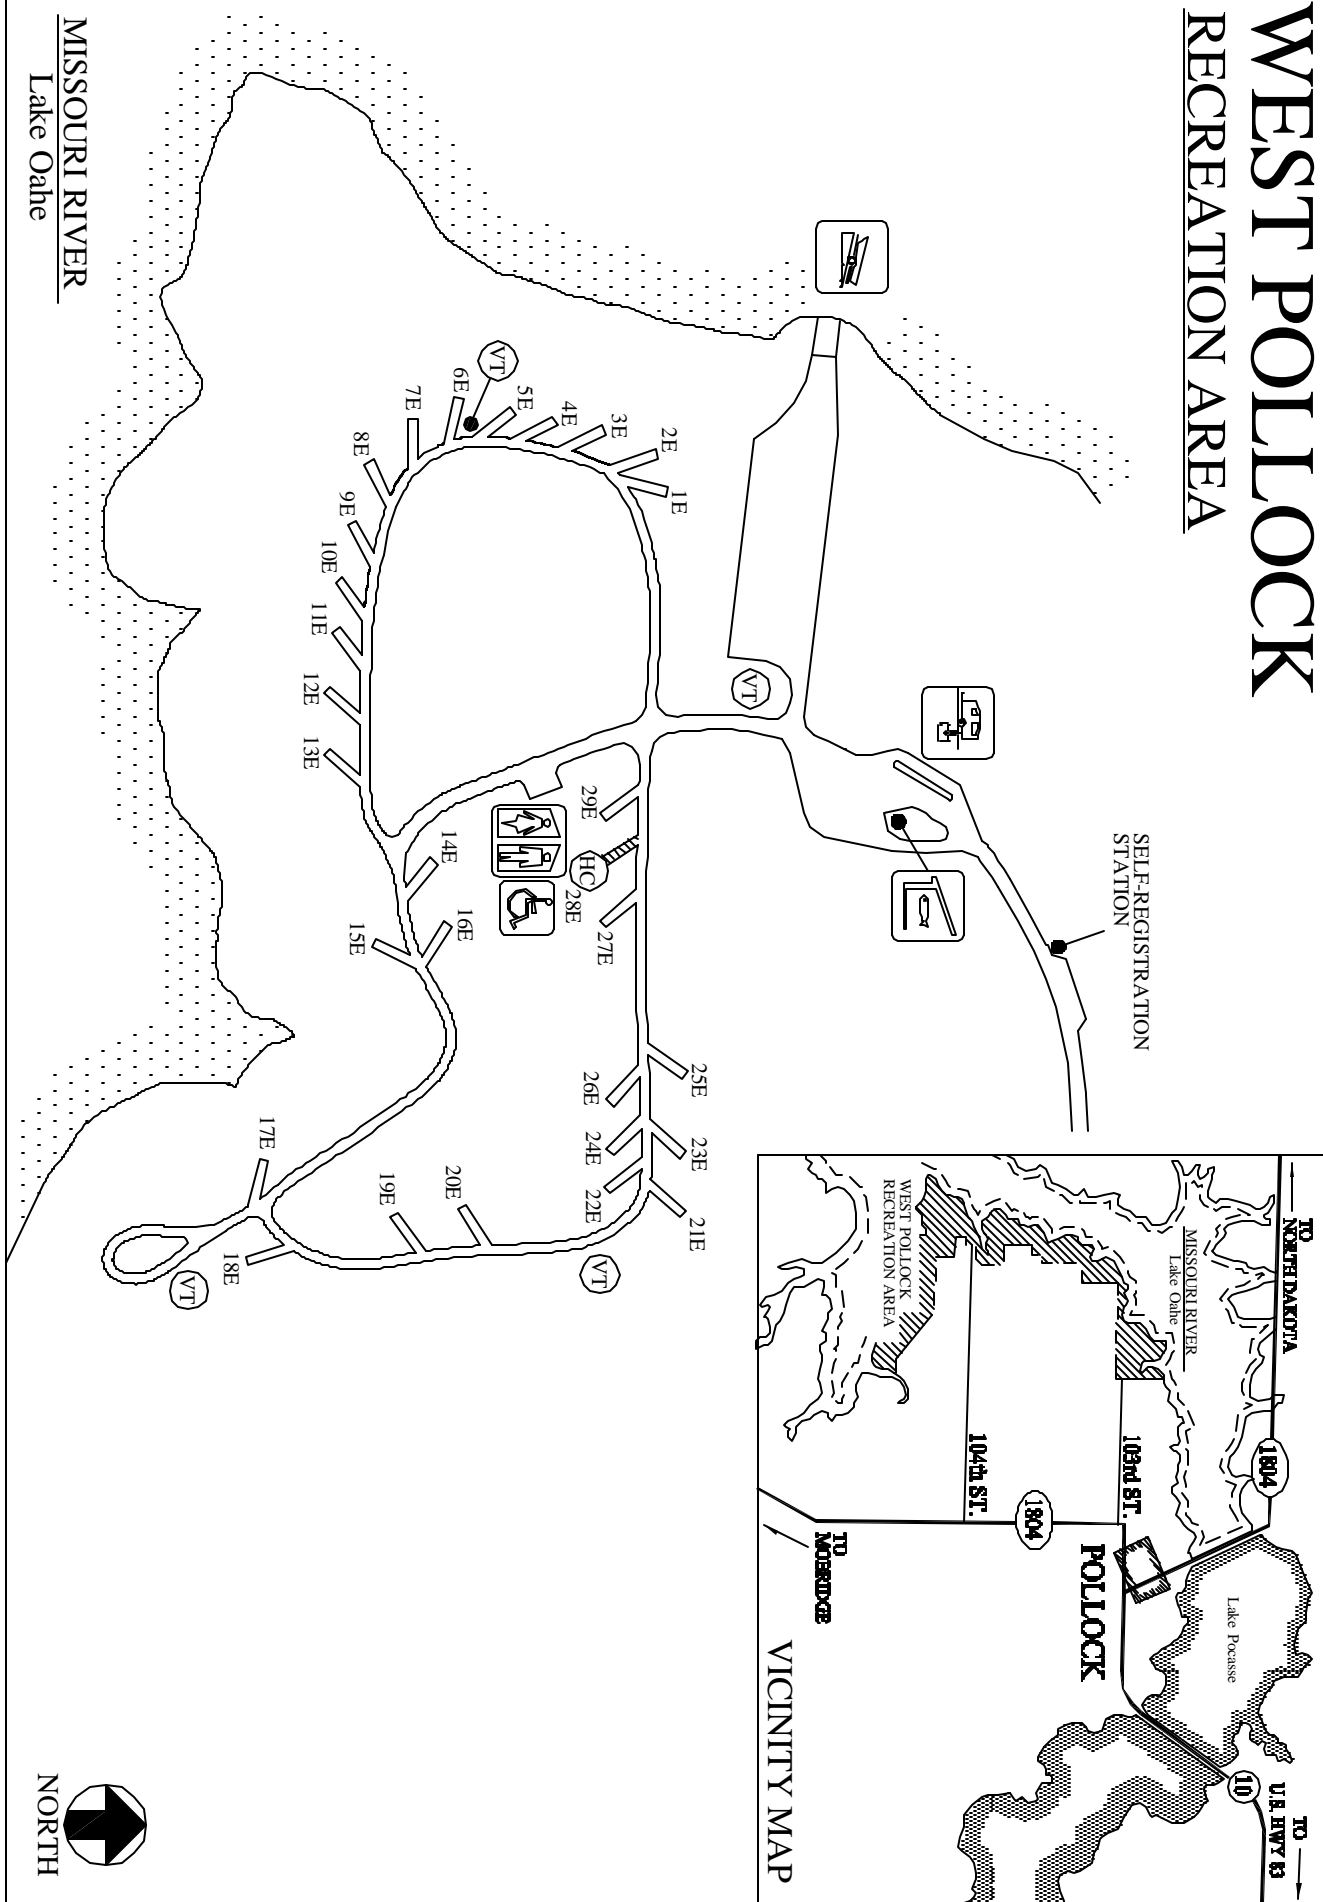 WEST POLLOCK
RECREATION AREA
MISSOURI RIVER
Lake Oahe
SELF-REGISTRATION
STATION
VT
VT
VT
VT
HC
1E
2E
3E
4E
5E
6E
7E
8E
9E
10E
11E
12E
13E
14E
15E
16E
17E
18E
19E
20E
21E
22E
23E
24E
25E
26E
27E
28E
29E
TO
NORTH DAKOTA
1804
MISSOURI RIVER
Lake Oahe
WEST POLLOCK
RECREATION AREA
103rd ST.
104th ST.
1804
TO
MOBRIDGE
POLLOCK
Lake Pocasse
10
TO
U.S. HWY 83
VICINITY MAP
NORTH